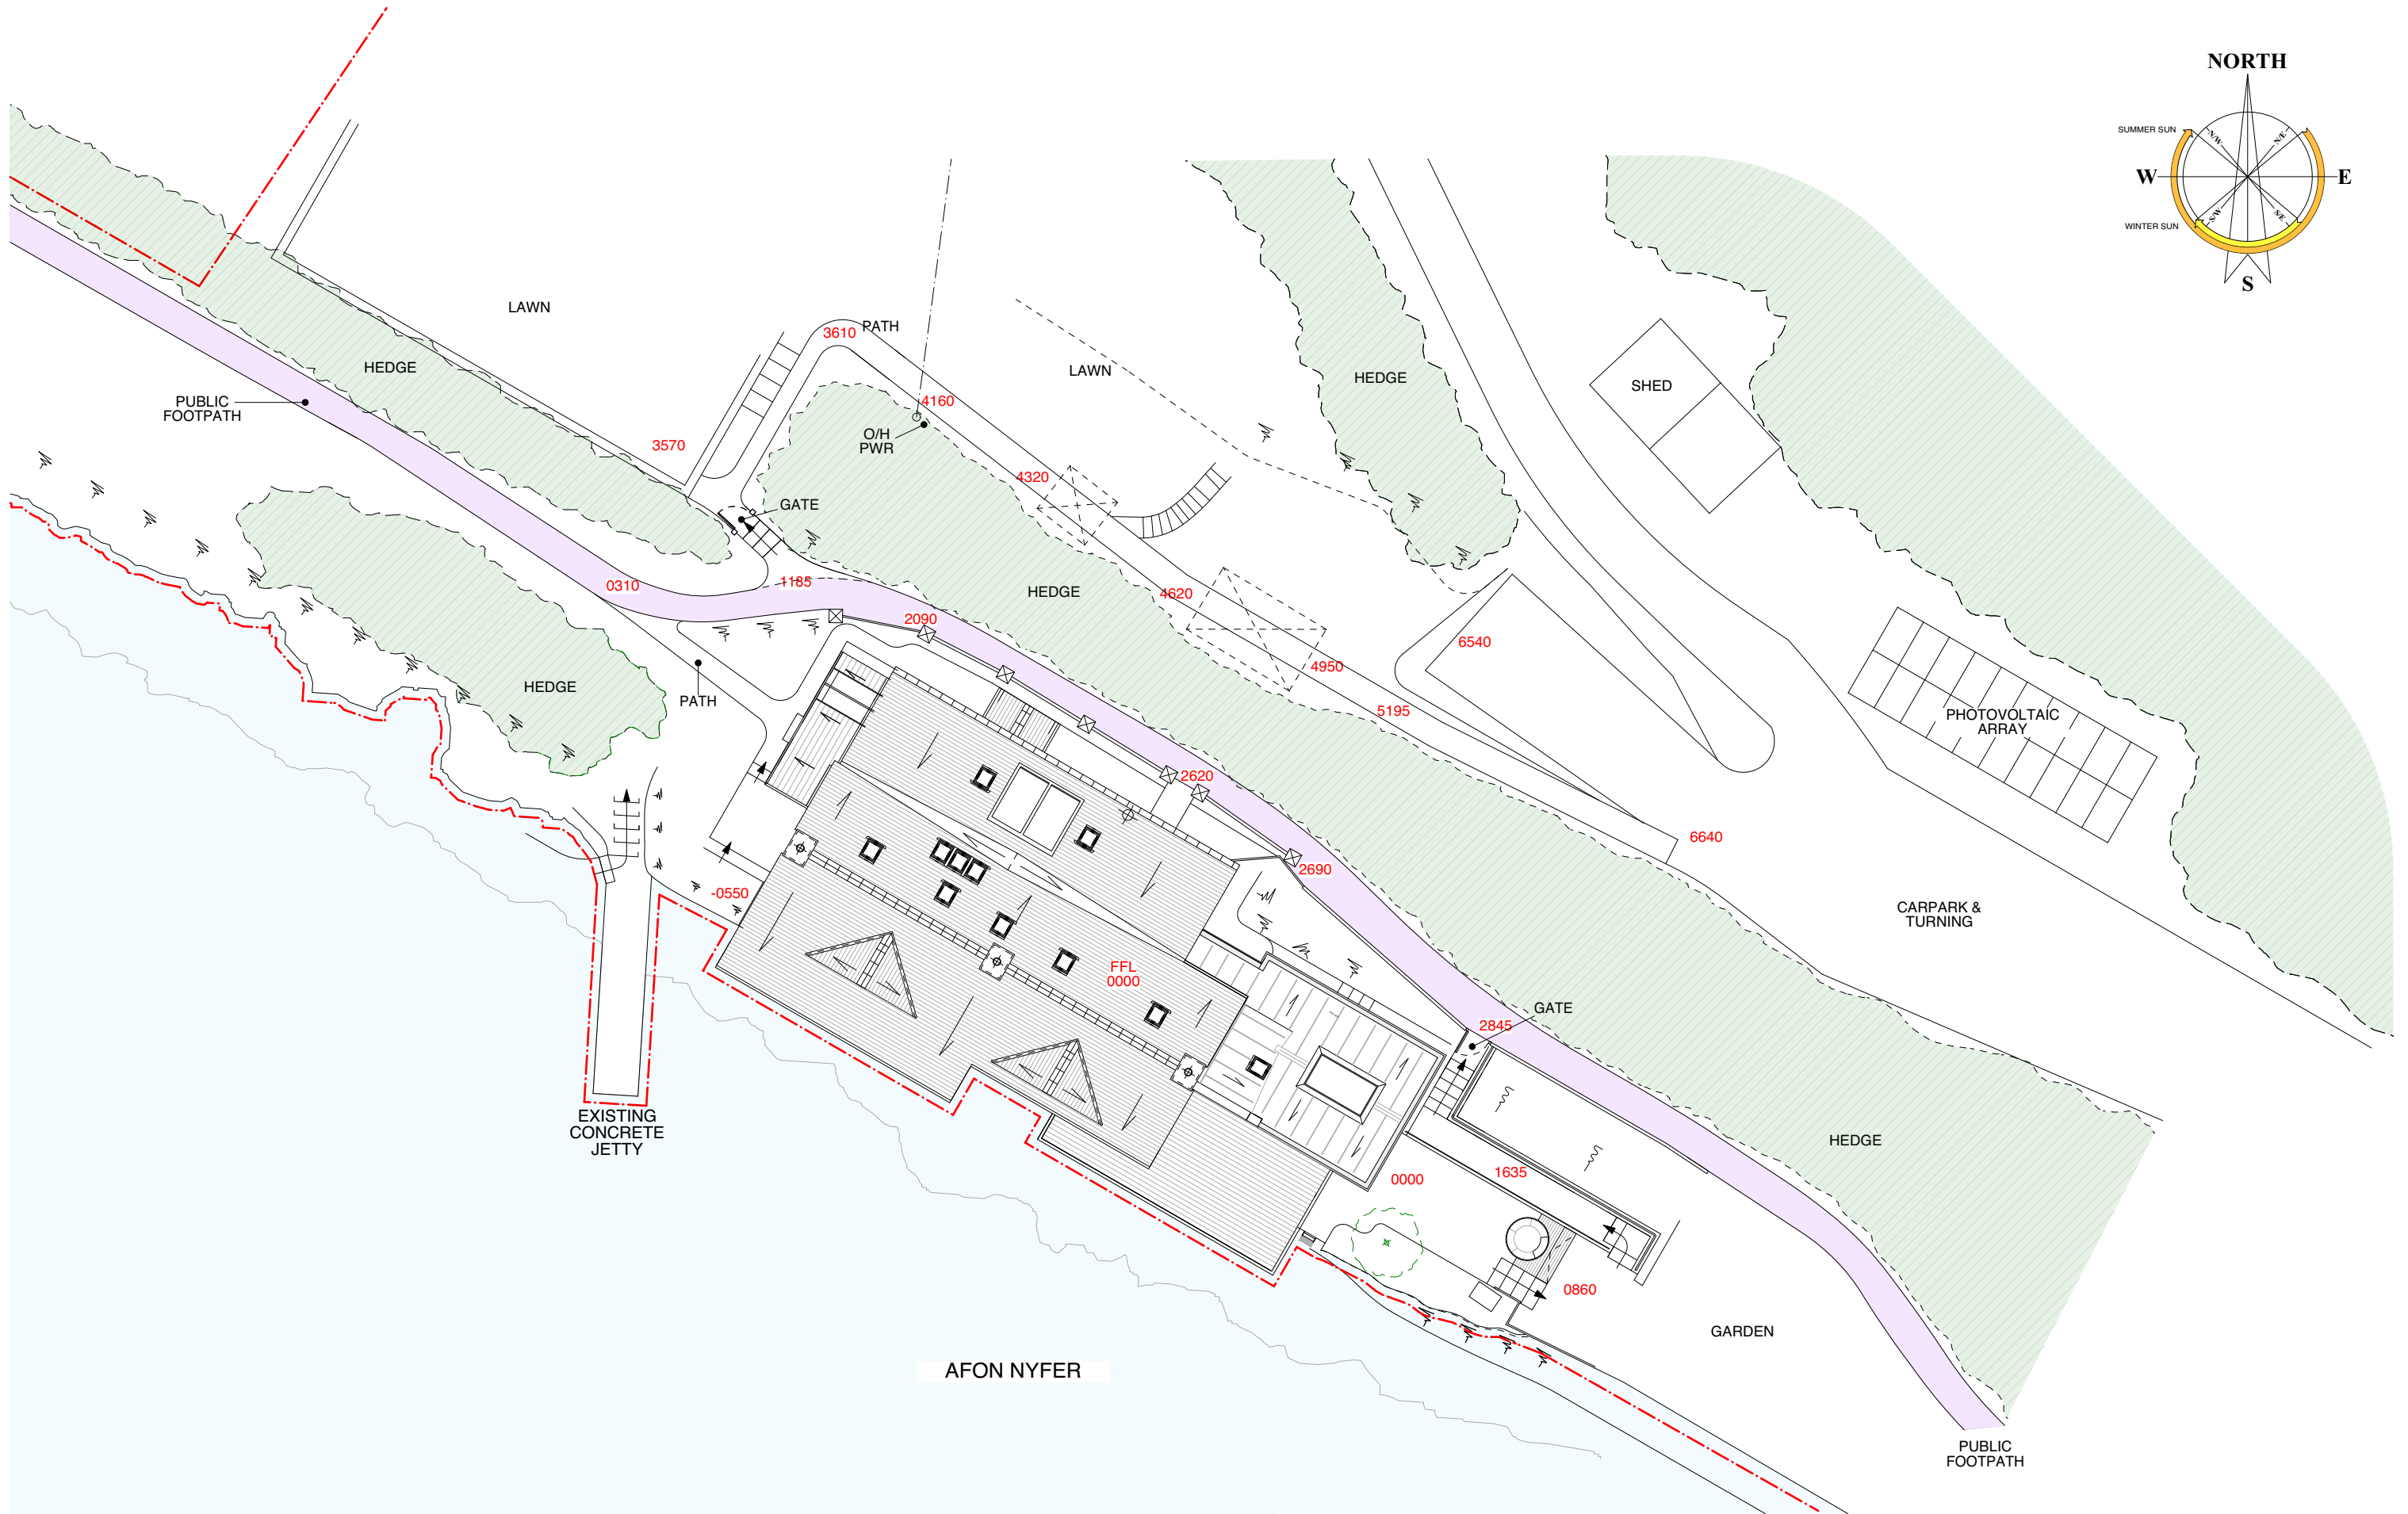 NORTH
SUMMER SUN
N/W
N/E
W
E
S/W
S/E
WINTER SUN
S
LAWN
3610
PATH
HEDGE
LAWN
HEDGE
SHED
PUBLIC
FOOTPATH
4160
O/H
PWR
3570
4320
GATE
0310
1185
HEDGE
4620
2090
6540
4950
HEDGE
PATH
5195
PHOTOVOLTAIC
ARRAY
2620
6640
2690
-0550
CARPARK &
TURNING
FFL
0000
GATE
2845
EXISTING
CONCRETE
JETTY
HEDGE
0000
1635
0860
GARDEN
AFON NYFER
PUBLIC
FOOTPATH